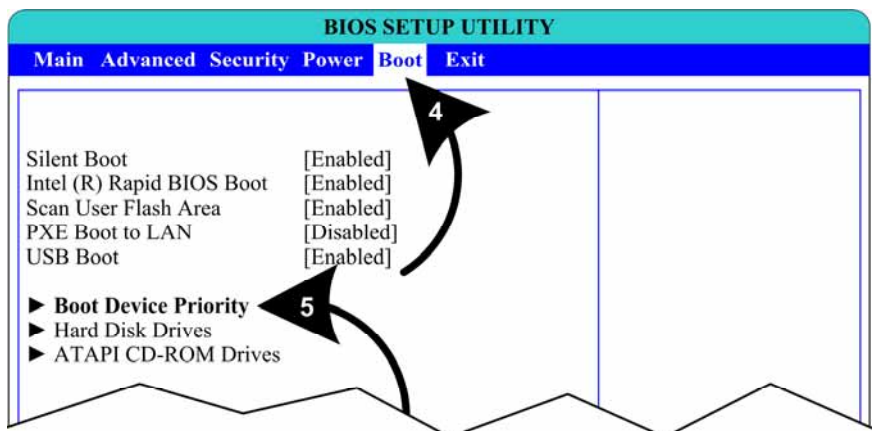 BIOS SETUP UTILITY
Main Advanced Security Power Boot Exit
4
Silent Boot [Enabled]
Intel (R) Rapid BIOS Boot [Enabled]
Scan User Flash Area [Enabled]
PXE Boot to LAN [Disabled]
USB Boot [Enabled]
► Boot Device Priority 5
► Hard Disk Drives
► ATAPI CD-ROM Drives